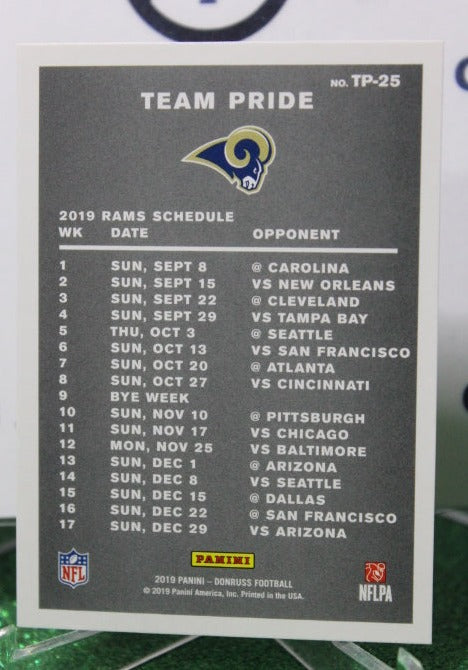 NO. TP-25
TEAM PRIDE
2019 RAMS SCHEDULE
WK DATE OPPONENT
1 SUN, SEPT 8 @ CAROLINA
2 SUN, SEPT 15 VS NEW ORLEANS
3 SUN, SEPT 22 @ CLEVELAND
4 SUN, SEPT 29 VS TAMPA BAY
5 THU, OCT 3 @ SEATTLE
6 SUN, OCT 13 VS SAN FRANCISCO
7 SUN, OCT 20 @ ATLANTA
8 SUN, OCT 27 VS CINCINNATI
9 BYE WEEK
10 SUN, NOV 10 @ PITTSBURGH
11 SUN, NOV 17 VS CHICAGO
12 MON, NOV 25 VS BALTIMORE
13 SUN, DEC 1 @ ARIZONA
14 SUN, DEC 8 VS SEATTLE
15 SUN, DEC 15 @ DALLAS
16 SUN, DEC 22 @ SAN FRANCISCO
17 SUN, DEC 29 VS ARIZONA
NFL PANINI NFLPA
2019 PANINI – DONRUSS FOOTBALL
© 2019 Panini America, Inc. Printed in the USA.